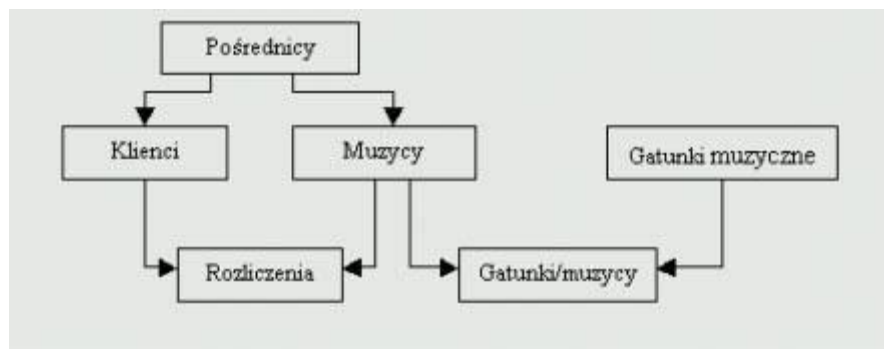 Pośrednicy
Klienci
Muzycy
Gatunki muzyczne
Rozliczenia
Gatunki/muzycy